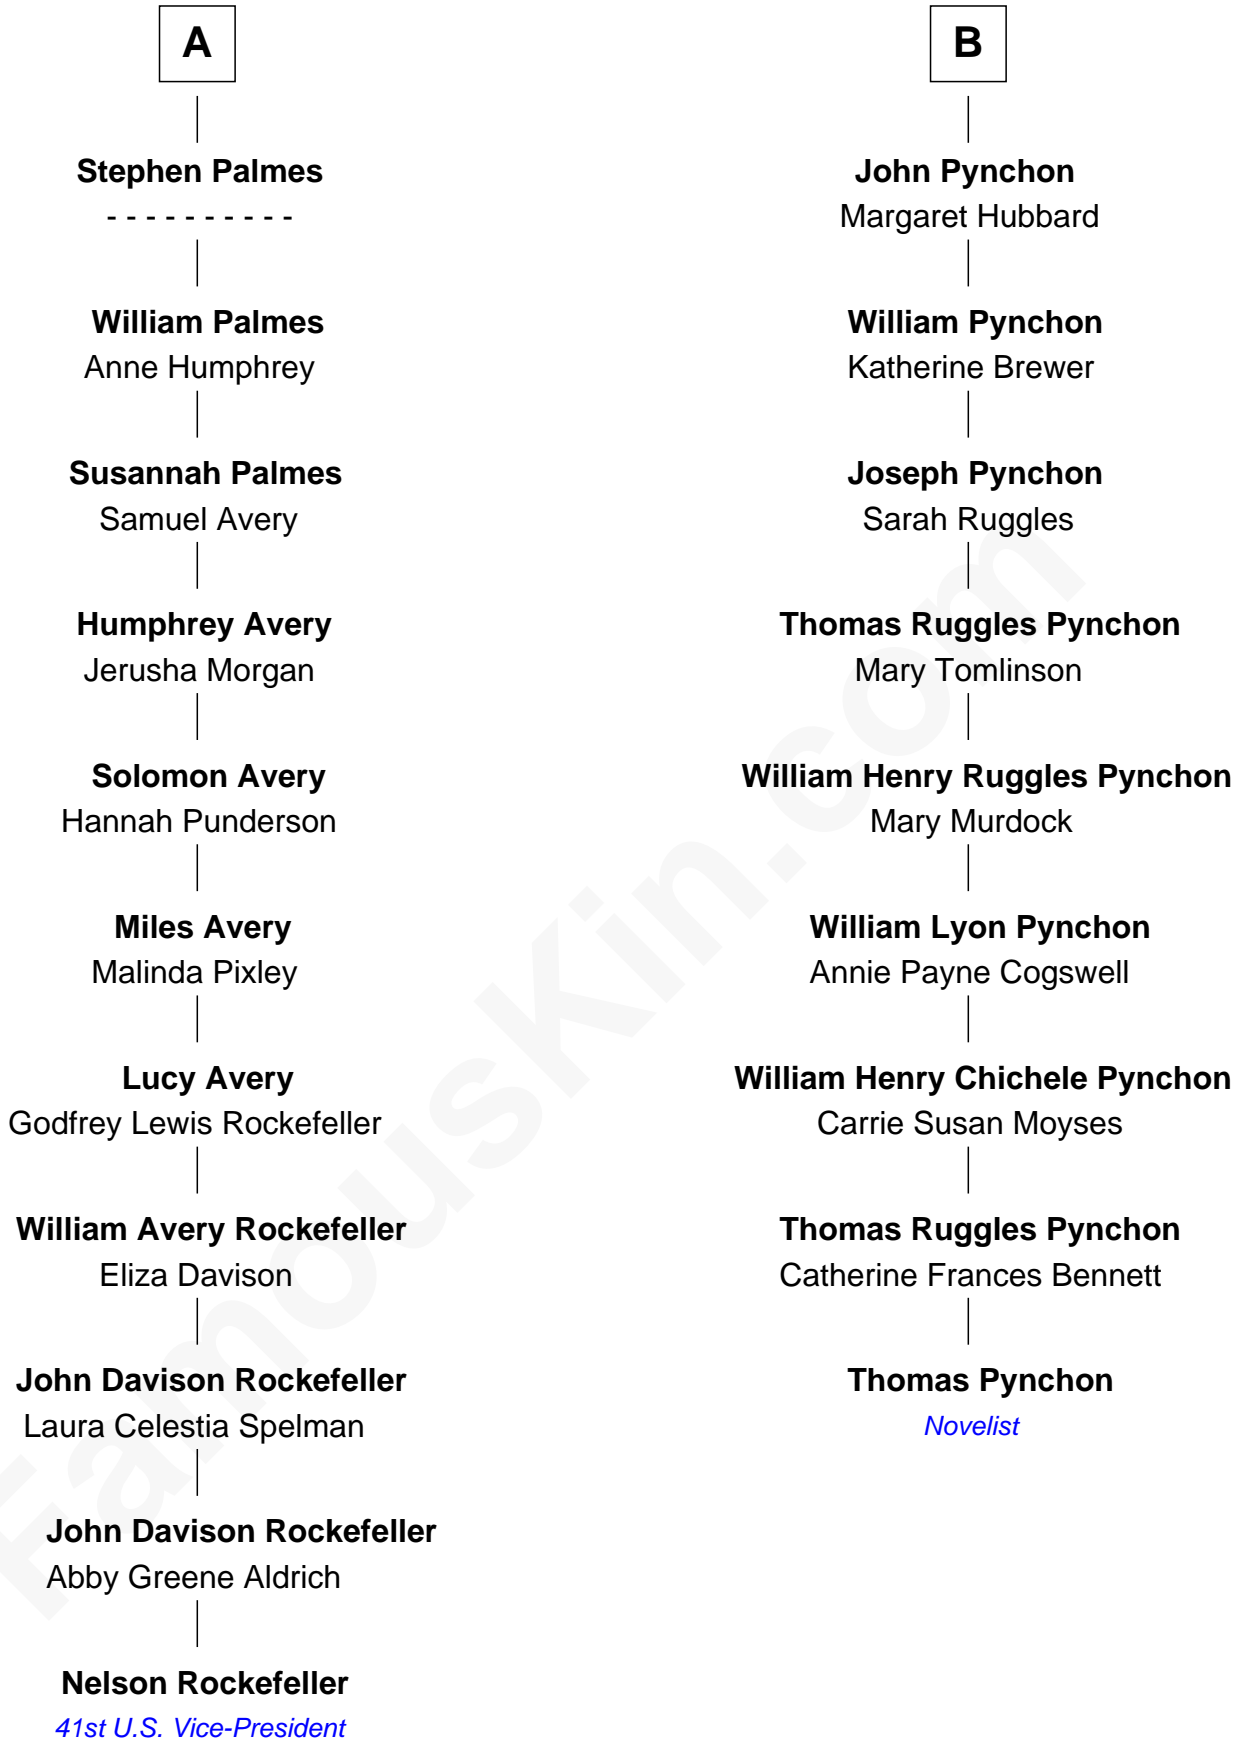 A
Stephen Palmes
- - - - - - - - - -
William Palmes
Anne Humphrey
Susannah Palmes
Samuel Avery
Humphrey Avery
Jerusha Morgan
Solomon Avery
Hannah Punderson
Miles Avery
Malinda Pixley
Lucy Avery
Godfrey Lewis Rockefeller
William Avery Rockefeller
Eliza Davison
John Davison Rockefeller
Laura Celestia Spelman
John Davison Rockefeller
Abby Greene Aldrich
Nelson Rockefeller
41st U.S. Vice-President
B
John Pynchon
Margaret Hubbard
William Pynchon
Katherine Brewer
Joseph Pynchon
Sarah Ruggles
Thomas Ruggles Pynchon
Mary Tomlinson
William Henry Ruggles Pynchon
Mary Murdock
William Lyon Pynchon
Annie Payne Cogswell
William Henry Chichele Pynchon
Carrie Susan Moyses
Thomas Ruggles Pynchon
Catherine Frances Bennett
Thomas Pynchon
Novelist
FamousKin.com